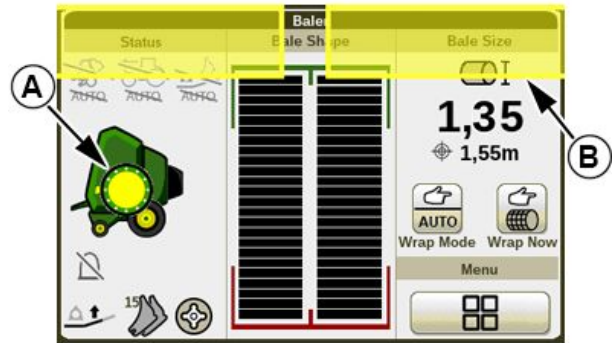 Baler
Status
Bale Shape
Bale Size
AUTO AUTO AUTO
A
1,35
B
1,55m
AUTO
Wrap Mode Wrap Now
Menu
15